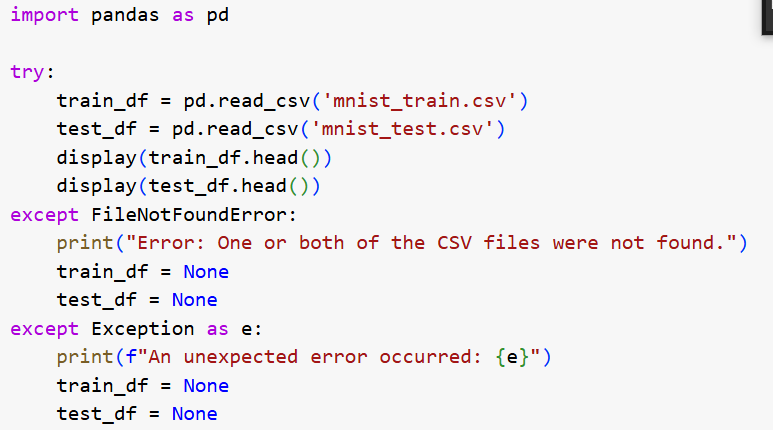 import pandas as pd
try:
    train_df = pd.read_csv('mnist_train.csv')
    test_df = pd.read_csv('mnist_test.csv')
    display(train_df.head())
    display(test_df.head())
except FileNotFoundError:
    print("Error: One or both of the CSV files were not found.")
    train_df = None
    test_df = None
except Exception as e:
    print(f"An unexpected error occurred: {e}")
    train_df = None
    test_df = None